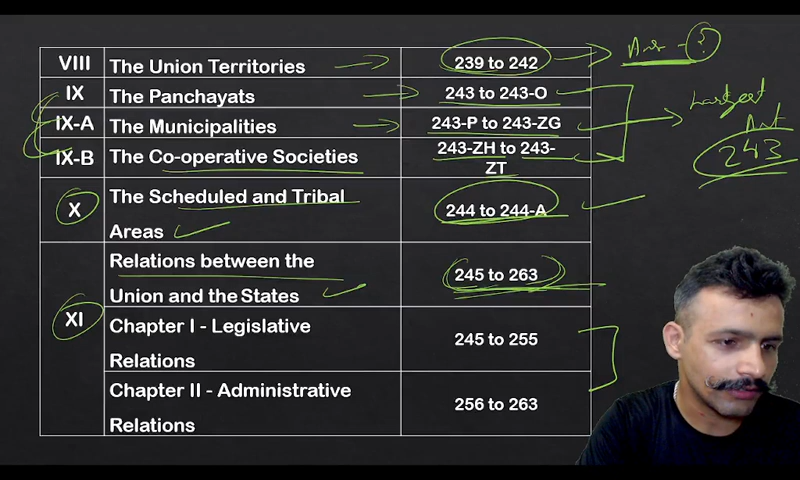 VIII The Union Territories 239 to 242
IX The Panchayats 243 to 243-O
IX-A The Municipalities 243-P to 243-ZG
IX-B The Co-operative Societies 243-ZH to 243-
ZT
X The Scheduled and Tribal
Areas 244 to 244-A
XI Relations between the
Union and the States 245 to 263
Chapter I - Legislative
Relations 245 to 255
Chapter II - Administrative
Relations 256 to 263
?
Largest
Art
243